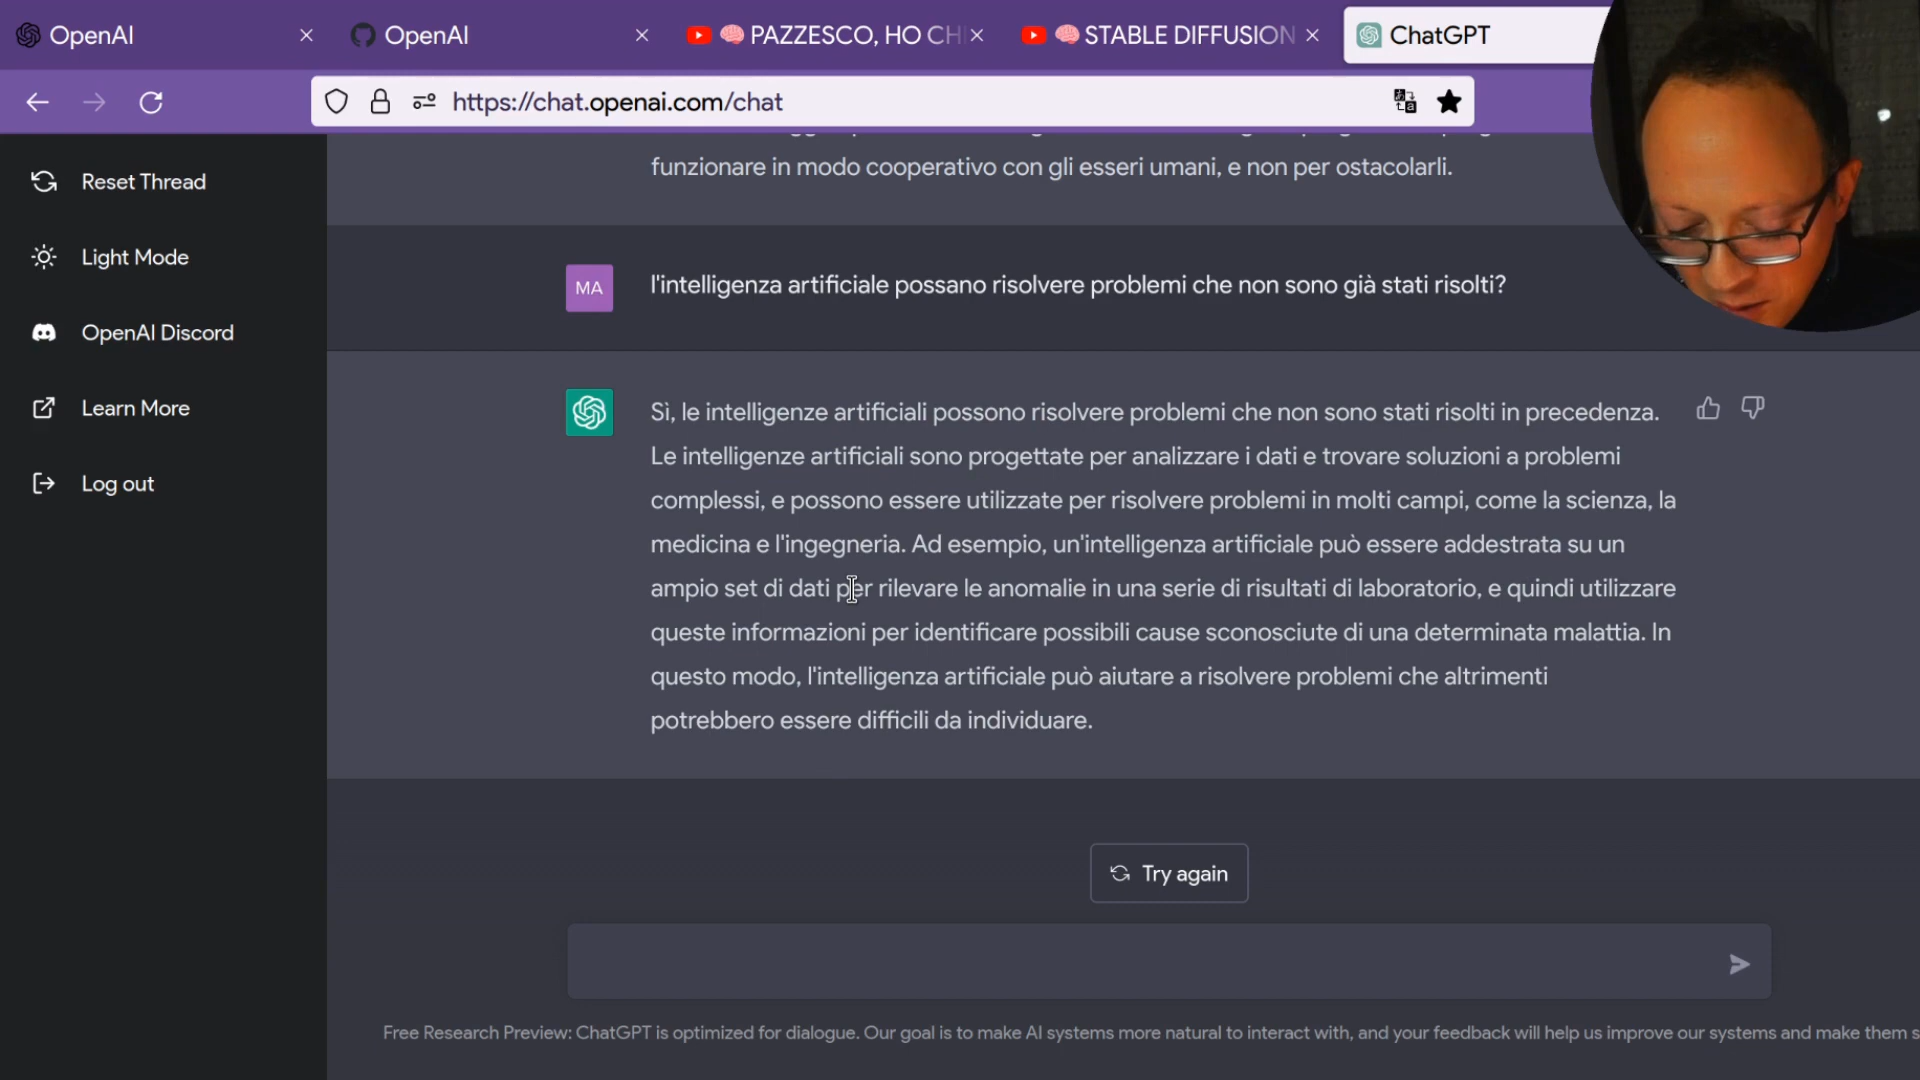 OpenAI
OpenAI
PAZZESCO, HO CH
STABLE DIFFUSION
ChatGPT
https://chat.openai.com/chat
Reset Thread
Light Mode
OpenAI Discord
Learn More
Log out
funzionare in modo cooperativo con gli esseri umani, e non per ostacolarli.
MA
l'intelligenza artificiale possano risolvere problemi che non sono già stati risolti?
Sì, le intelligenze artificiali possono risolvere problemi che non sono stati risolti in precedenza.
Le intelligenze artificiali sono progettate per analizzare i dati e trovare soluzioni a problemi
complessi, e possono essere utilizzate per risolvere problemi in molti campi, come la scienza, la
medicina e l'ingegneria. Ad esempio, un'intelligenza artificiale può essere addestrata su un
ampio set di dati per rilevare le anomalie in una serie di risultati di laboratorio, e quindi utilizzare
queste informazioni per identificare possibili cause sconosciute di una determinata malattia. In
questo modo, l'intelligenza artificiale può aiutare a risolvere problemi che altrimenti
potrebbero essere difficili da individuare.
Try again
Free Research Preview: ChatGPT is optimized for dialogue. Our goal is to make AI systems more natural to interact with, and your feedback will help us improve our systems and make them s